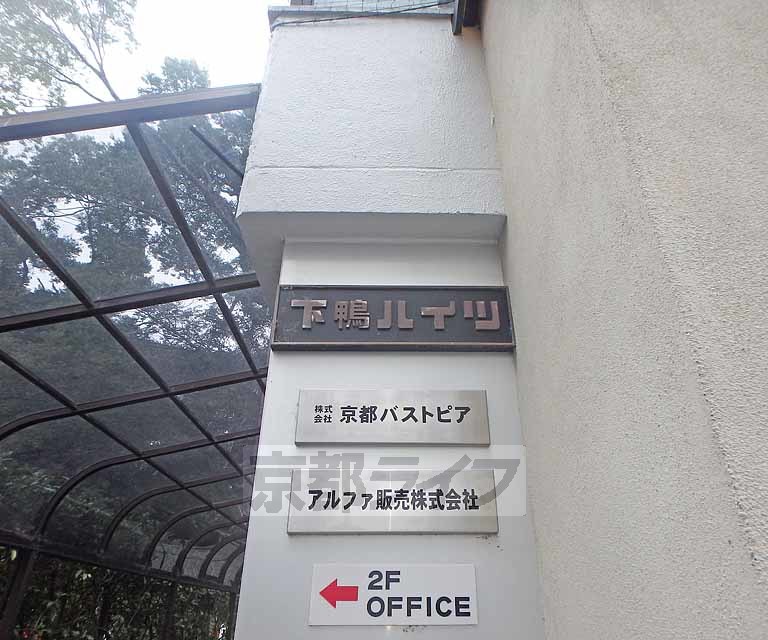 下鴨ハイツ
株式会社 京都バストピア
京都ライフ
アルファ販売株式会社
2F
OFFICE